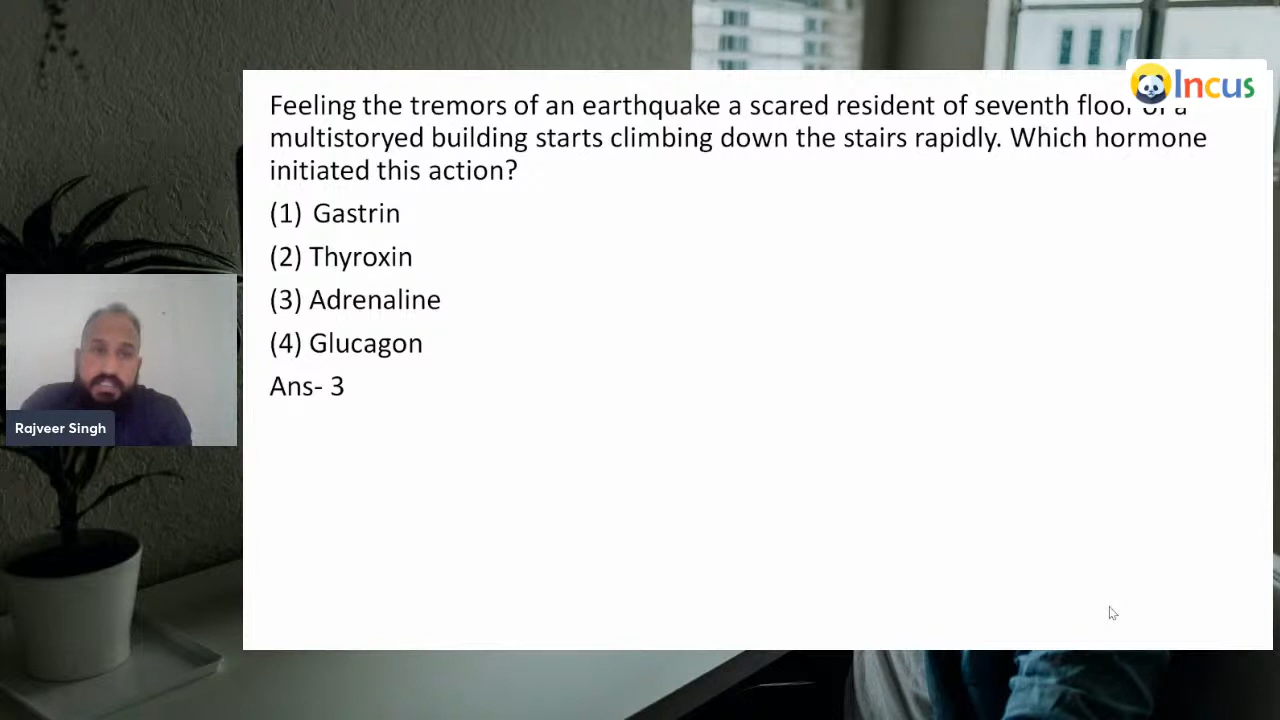 Incus
Feeling the tremors of an earthquake a scared resident of seventh floor of a
multistoryed building starts climbing down the stairs rapidly. Which hormone
initiated this action?
(1) Gastrin
(2) Thyroxin
(3) Adrenaline
(4) Glucagon
Ans- 3
Rajveer Singh